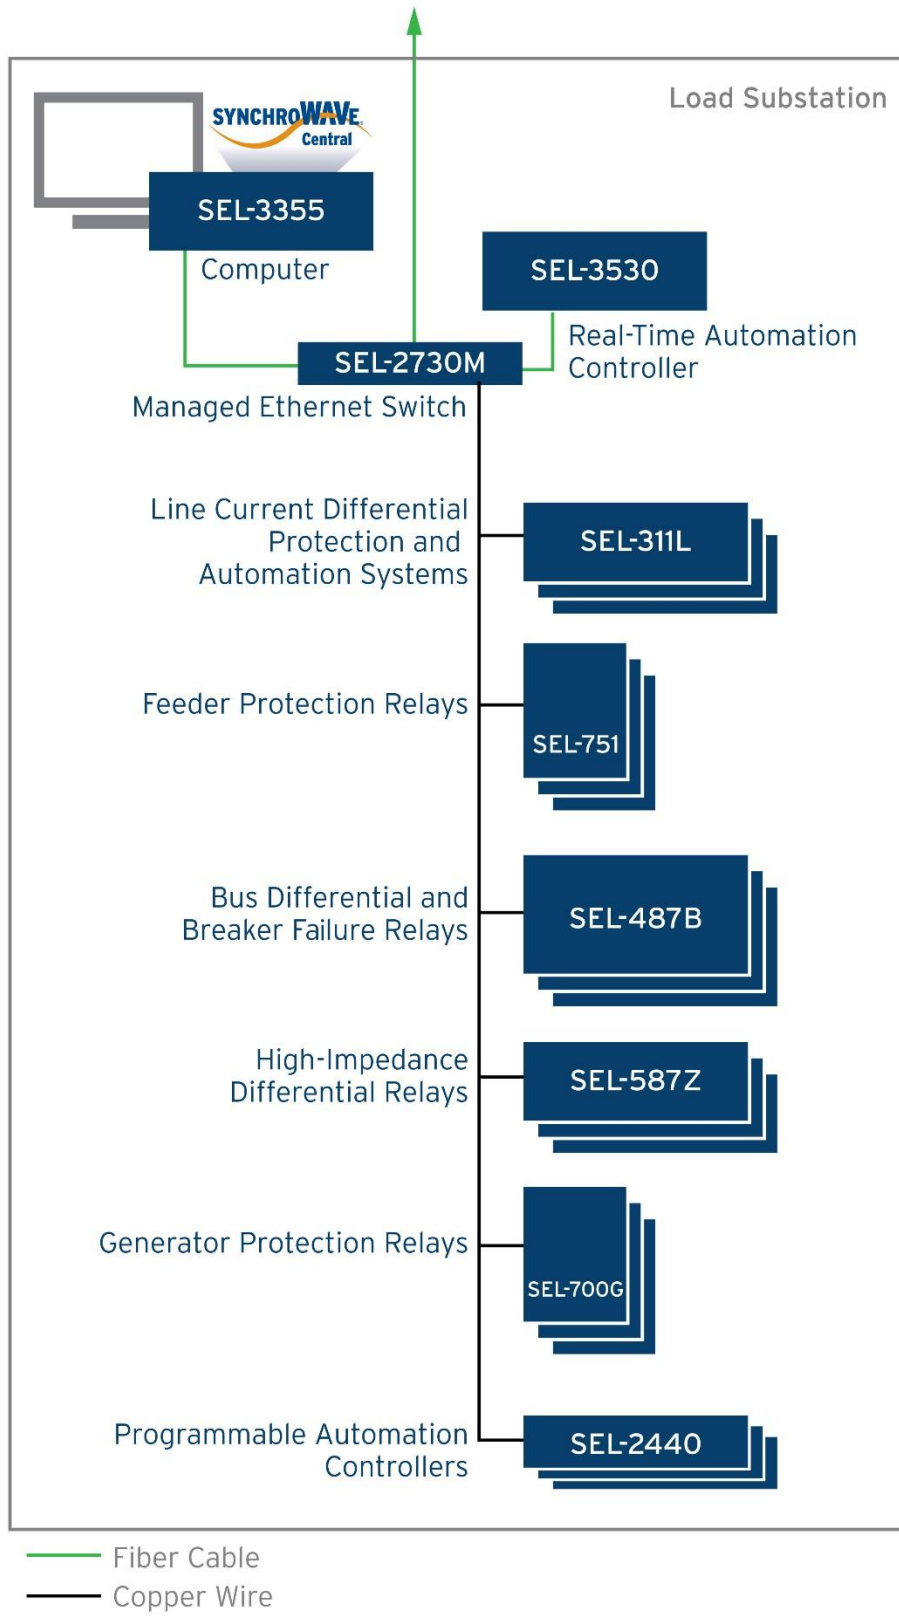 Load Substation
SYNCHROWAVE
Central
SEL-3355
Computer
SEL-3530
Real-Time Automation
Controller
SEL-2730M
Managed Ethernet Switch
Line Current Differential
Protection and
Automation Systems
SEL-311L
Feeder Protection Relays
SEL-751
Bus Differential and
Breaker Failure Relays
SEL-487B
High-Impedance
Differential Relays
SEL-587Z
Generator Protection Relays
SEL-700G
Programmable Automation
Controllers
SEL-2440
Fiber Cable
Copper Wire